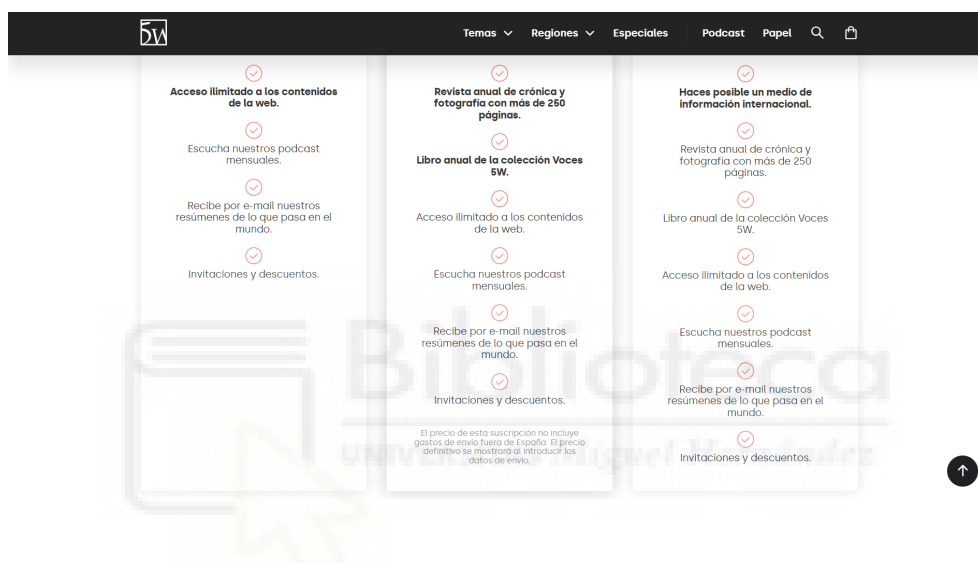 5W
Temas
Regiones
Especiales
Podcast
Papel
Acceso ilimitado a los contenidos
de la web.
Escucha nuestros podcast
mensuales.
Recibe por e-mail nuestros
resúmenes de lo que pasa en el
mundo.
Invitaciones y descuentos.
Revista anual de crónica y
fotografía con más de 250
páginas.
Libro anual de la colección Voces
5W.
Acceso ilimitado a los contenidos
de la web.
Escucha nuestros podcast
mensuales.
Recibe por e-mail nuestros
resúmenes de lo que pasa en el
mundo.
Invitaciones y descuentos.
El precio de esta suscripción no incluye
gastos de envío fuera de España. El precio
definitivo se mostrará al introducir los
datos de envío.
Haces posible un medio de
información internacional.
Revista anual de crónica y
fotografía con más de 250
páginas.
Libro anual de la colección Voces
5W.
Acceso ilimitado a los contenidos
de la web.
Escucha nuestros podcast
mensuales.
Recibe por e-mail nuestros
resúmenes de lo que pasa en el
mundo.
Invitaciones y descuentos.
Biblioteca
UNIVERSITAS Miguel Hernández